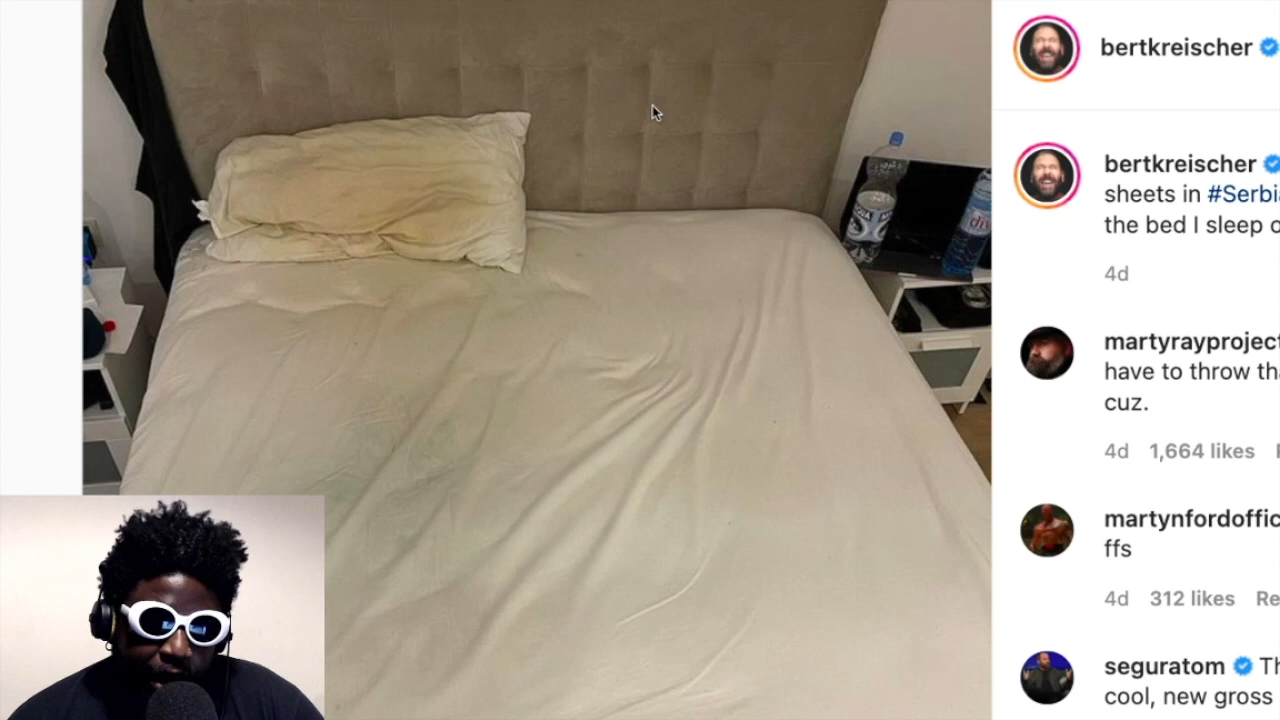 bertkreischer
bertkreischer
sheets in #Serbi
the bed I sleep
4d
martyrayproject
have to throw
cuz.
4d 1,664 likes
martynfordoffic
ffs
4d 312 likes Re
seguratom Th
cool, new gross